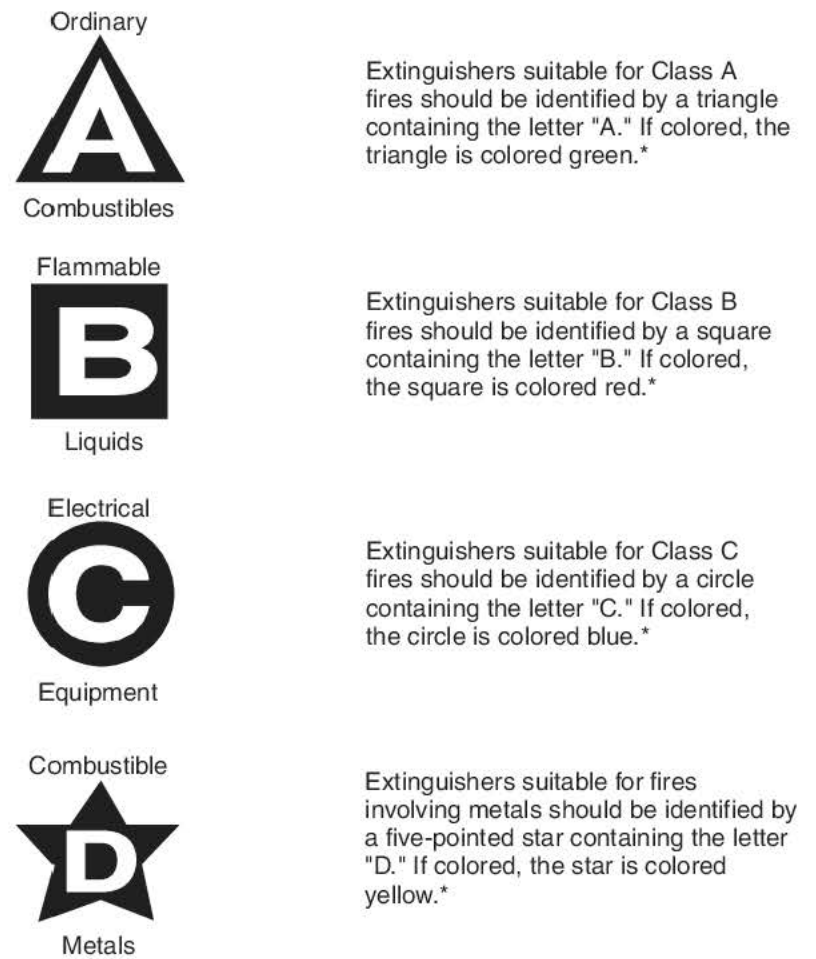 Ordinary
A
Combustibles
Extinguishers suitable for Class A
fires should be identified by a triangle
containing the letter "A." If colored, the
triangle is colored green.*
Flammable
B
Liquids
Extinguishers suitable for Class B
fires should be identified by a square
containing the letter "B." If colored,
the square is colored red.*
Electrical
C
Equipment
Extinguishers suitable for Class C
fires should be identified by a circle
containing the letter "C." If colored,
the circle is colored blue.*
Combustible
D
Metals
Extinguishers suitable for fires
involving metals should be identified by
a five-pointed star containing the letter
"D." If colored, the star is colored
yellow.*